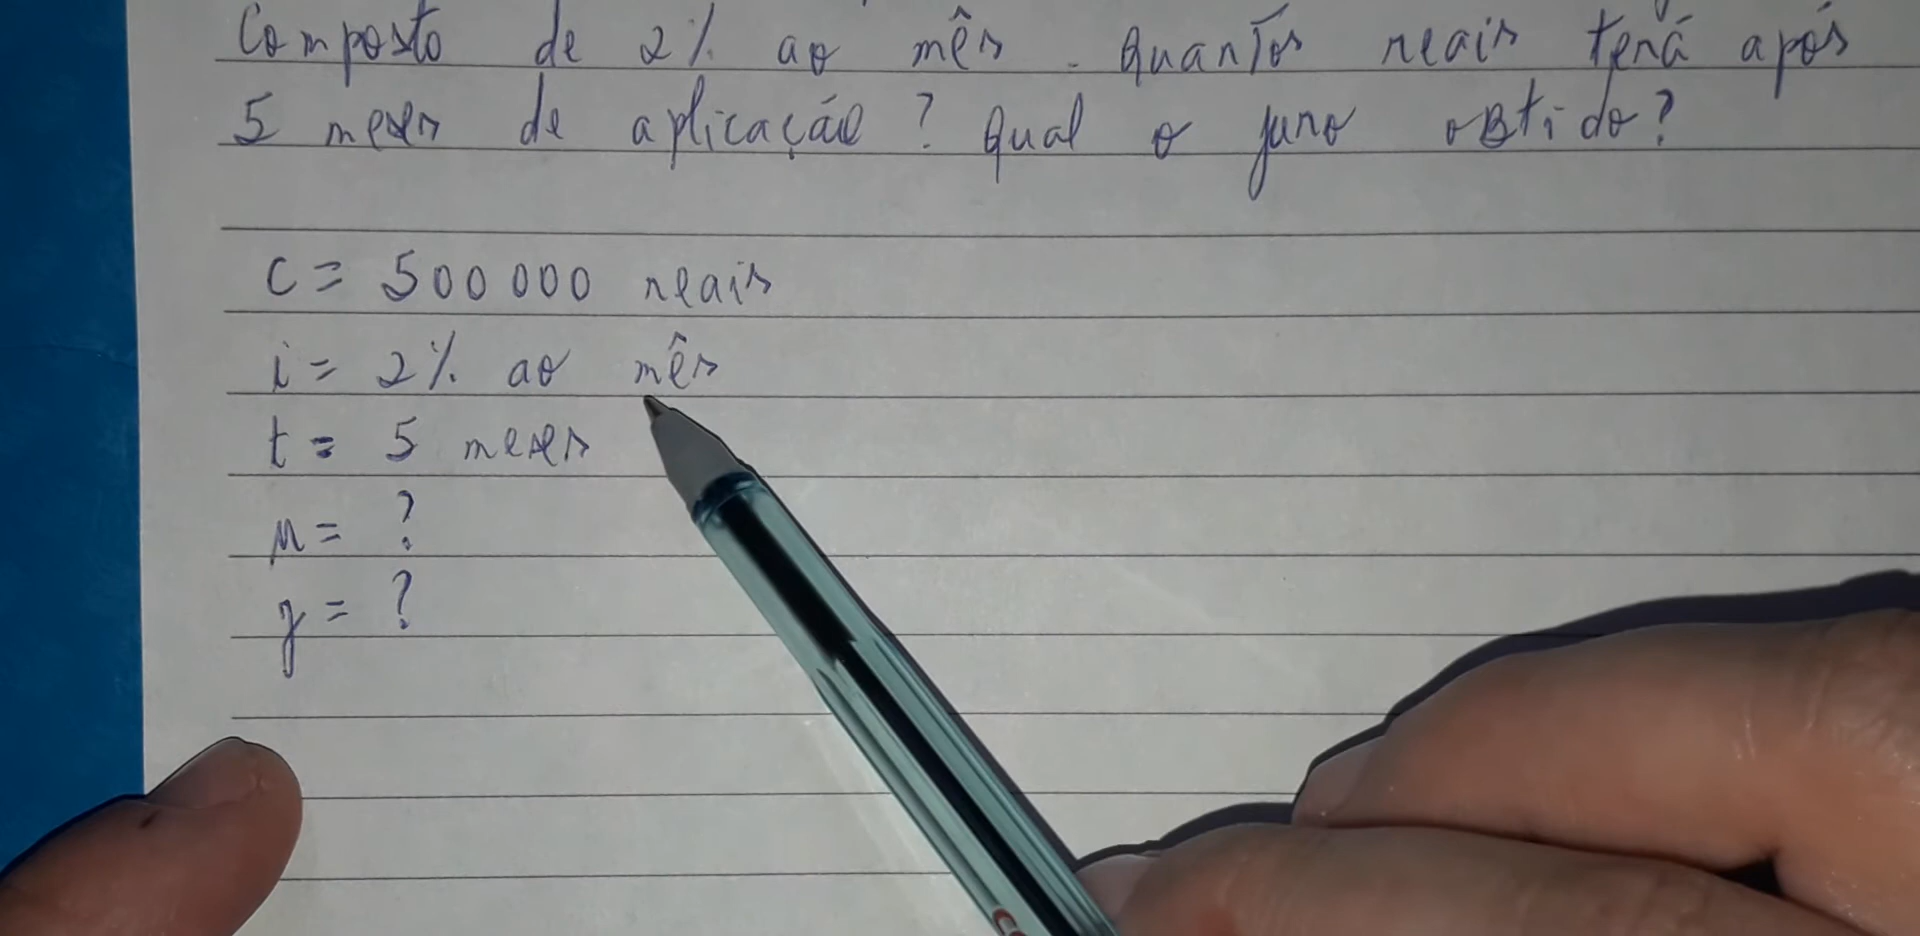 Composto de 2% ao mês. Quantos reais terá após
5 meses de aplicação? Qual o juro obtido?
C = 500 000 reais
i = 2% ao mês
t = 5 meses
M = ?
j = ?